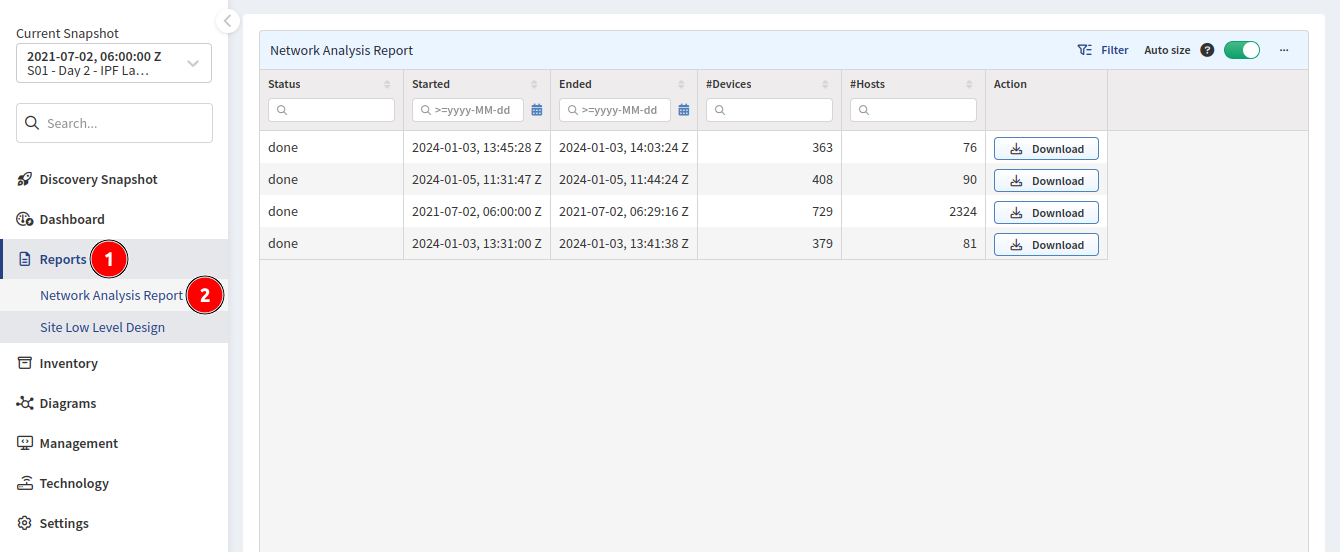 Current Snapshot
2021-07-02, 06:00:00 Z
S01 - Day 2 - IPF La...
Search...
Discovery Snapshot
Dashboard
Reports 1
Network Analysis Report 2
Site Low Level Design
Inventory
Diagrams
Management
Technology
Settings
Network Analysis Report Filter Auto size ? ...
Status Started Ended #Devices #Hosts Action
>=yyyy-MM-dd >=yyyy-MM-dd
done 2024-01-03, 13:45:28 Z 2024-01-03, 14:03:24 Z 363 76 Download
done 2024-01-05, 11:31:47 Z 2024-01-05, 11:44:24 Z 408 90 Download
done 2021-07-02, 06:00:00 Z 2021-07-02, 06:29:16 Z 729 2324 Download
done 2024-01-03, 13:31:00 Z 2024-01-03, 13:41:38 Z 379 81 Download